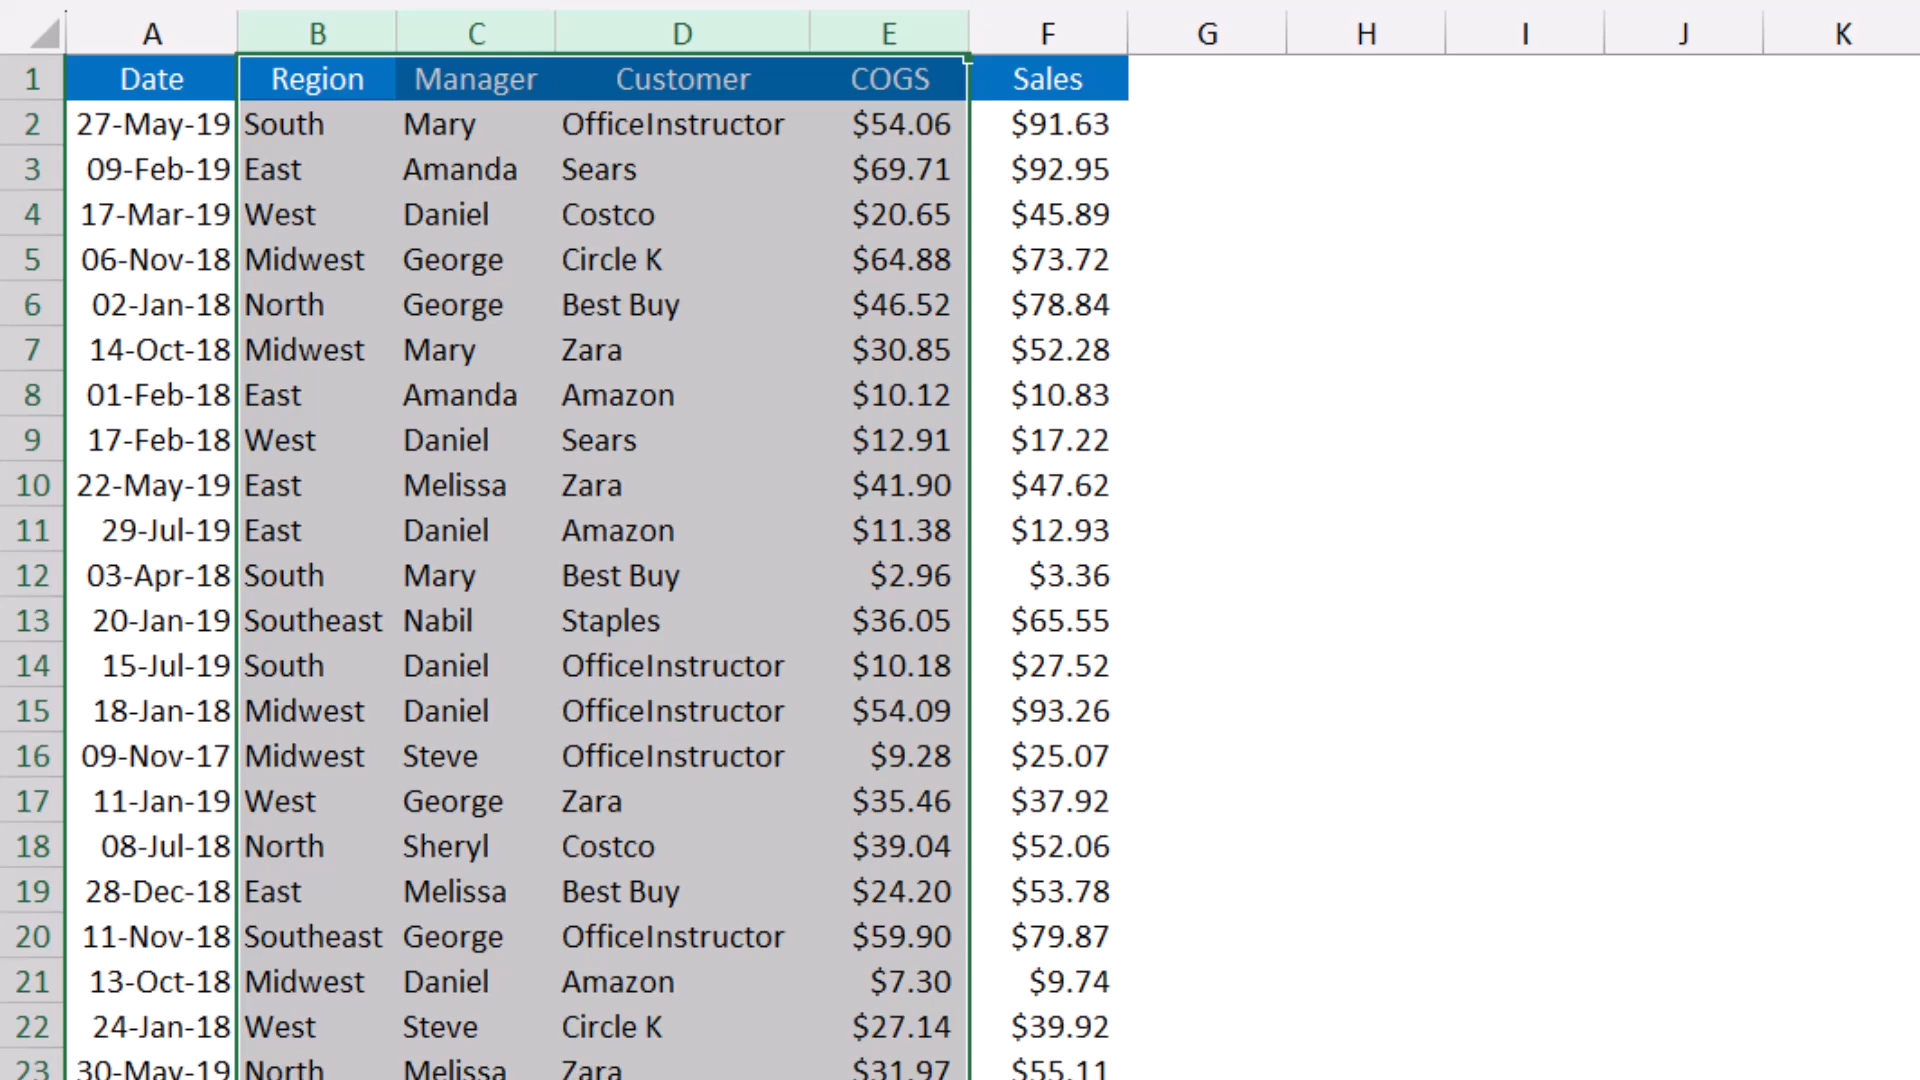 A B C D E F G H I J K
1 Date Region Manager Customer COGS Sales
2 27-May-19 South Mary OfficeInstructor $54.06 $91.63
3 09-Feb-19 East Amanda Sears $69.71 $92.95
4 17-Mar-19 West Daniel Costco $20.65 $45.89
5 06-Nov-18 Midwest George Circle K $64.88 $73.72
6 02-Jan-18 North George Best Buy $46.52 $78.84
7 14-Oct-18 Midwest Mary Zara $30.85 $52.28
8 01-Feb-18 East Amanda Amazon $10.12 $10.83
9 17-Feb-18 West Daniel Sears $12.91 $17.22
10 22-May-19 East Melissa Zara $41.90 $47.62
11 29-Jul-19 East Daniel Amazon $11.38 $12.93
12 03-Apr-18 South Mary Best Buy $2.96 $3.36
13 20-Jan-19 Southeast Nabil Staples $36.05 $65.55
14 15-Jul-19 South Daniel OfficeInstructor $10.18 $27.52
15 18-Jan-18 Midwest Daniel OfficeInstructor $54.09 $93.26
16 09-Nov-17 Midwest Steve OfficeInstructor $9.28 $25.07
17 11-Jan-19 West George Zara $35.46 $37.92
18 08-Jul-18 North Sheryl Costco $39.04 $52.06
19 28-Dec-18 East Melissa Best Buy $24.20 $53.78
20 11-Nov-18 Southeast George OfficeInstructor $59.90 $79.87
21 13-Oct-18 Midwest Daniel Amazon $7.30 $9.74
22 24-Jan-18 West Steve Circle K $27.14 $39.92
23 30-May-19 North Melissa Zara $31.97 $55.11